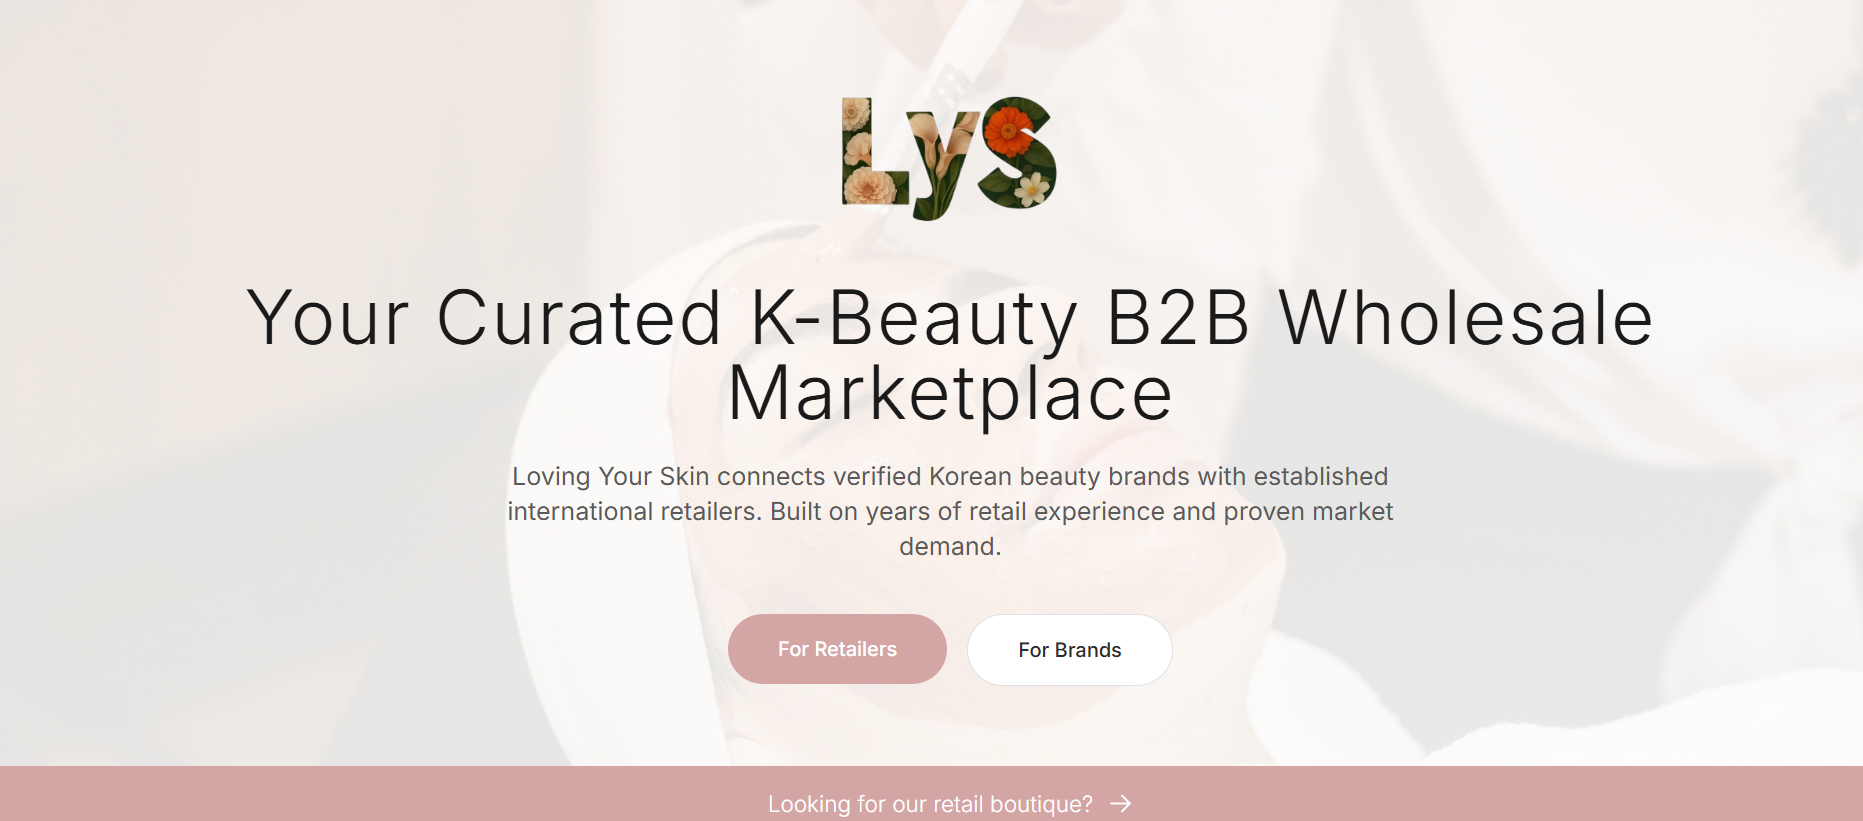 LyS
Your Curated K-Beauty B2B Wholesale
Marketplace
Loving Your Skin connects verified Korean beauty brands with established
international retailers. Built on years of retail experience and proven market
demand.
For Retailers
For Brands
Looking for our retail boutique? →